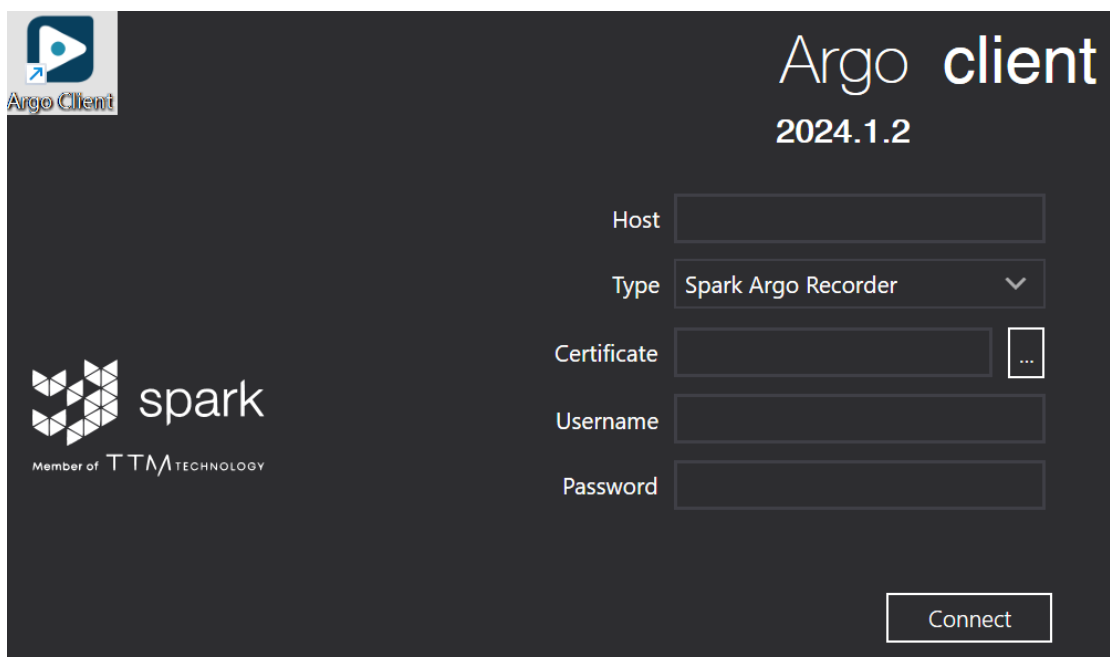 Argo Client
Argo client
2024.1.2
Host
Type Spark Argo Recorder
Certificate ...
Username
Password
spark
Member of TTM TECHNOLOGY
Connect